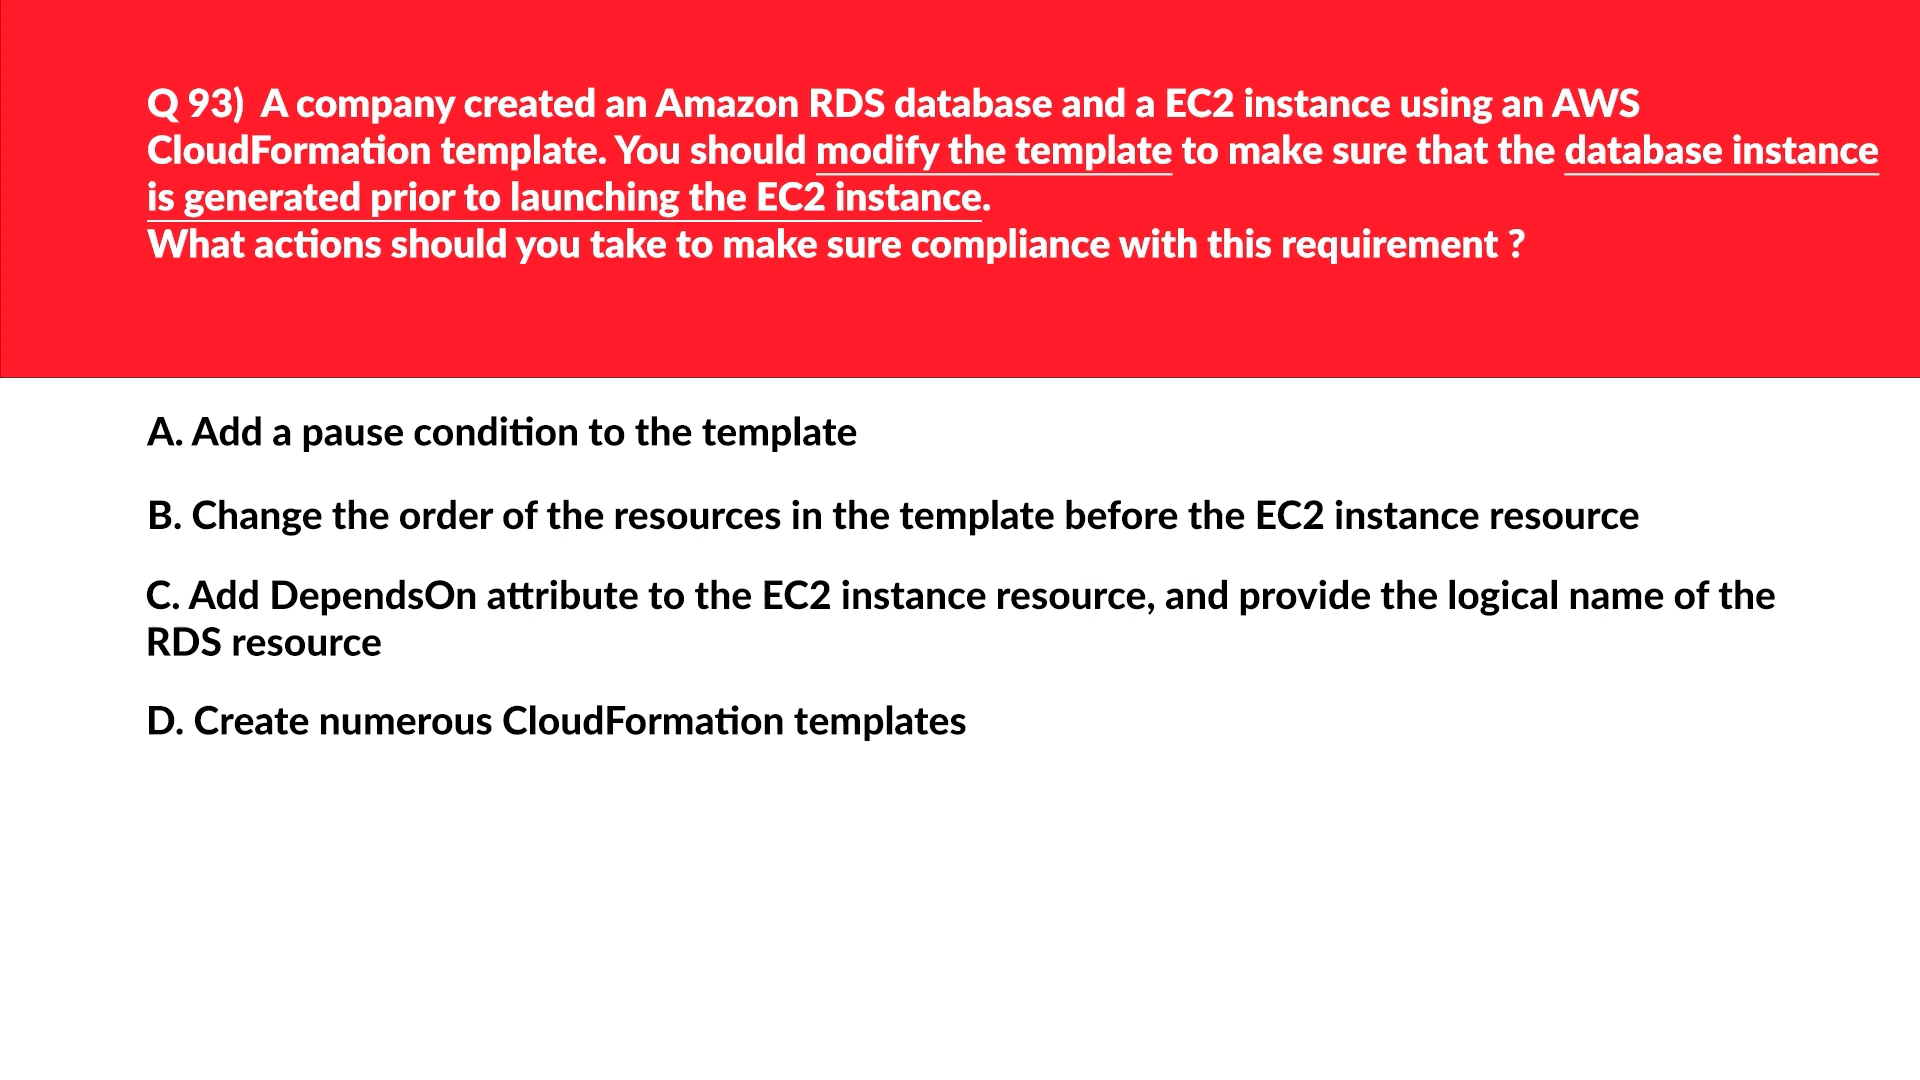 Q 93)  A company created an Amazon RDS database and a EC2 instance using an AWS
CloudFormation template. You should modify the template to make sure that the database instance
is generated prior to launching the EC2 instance.
What actions should you take to make sure compliance with this requirement ?
A. Add a pause condition to the template
B. Change the order of the resources in the template before the EC2 instance resource
C. Add DependsOn attribute to the EC2 instance resource, and provide the logical name of the
RDS resource
D. Create numerous CloudFormation templates